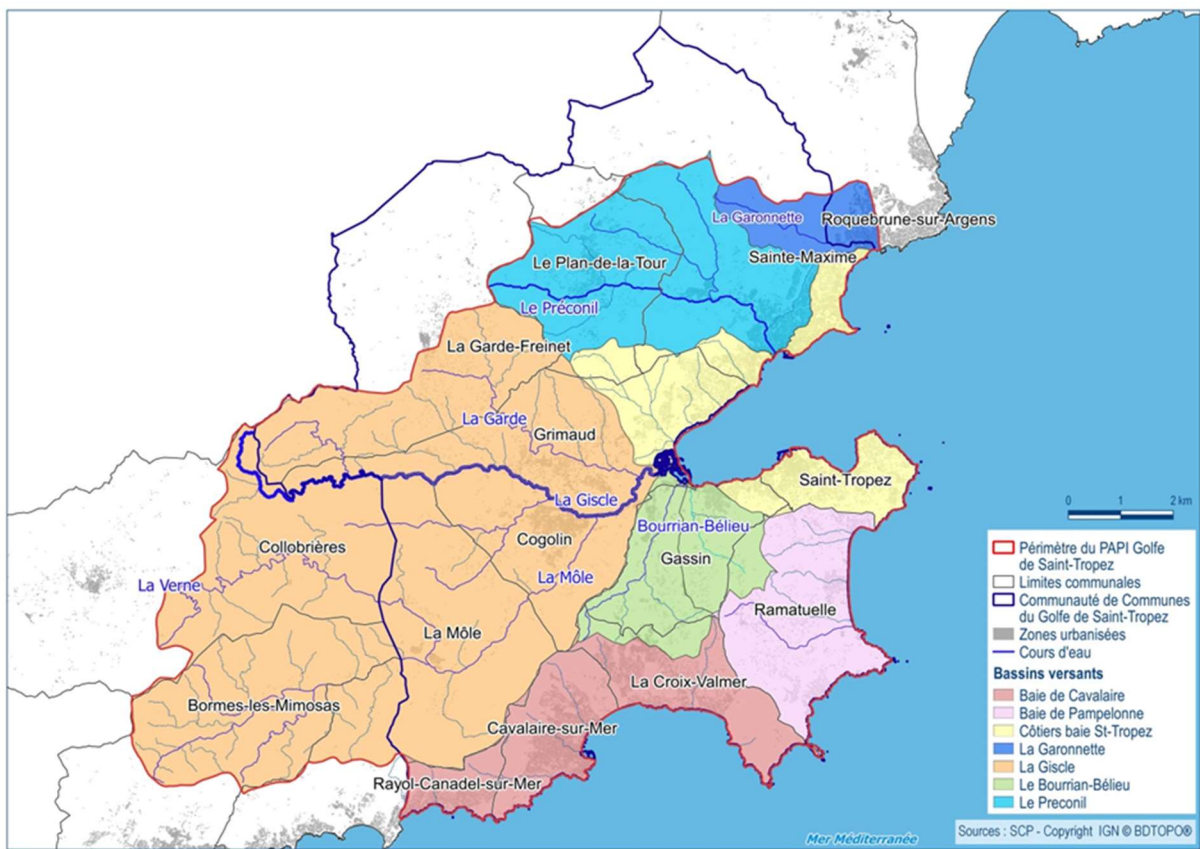 La Garonnette
Roquebrune-sur-Argens
Sainte-Maxime
Le Plan-de-la-Tour
Le Préconil
La Garde-Freinet
La Garde
Grimaud
Saint-Tropez
La Giscle
Bourrian-Bélieu
Cogolin
Collobrières
Gassin
La Môle
La Verne
Ramatuelle
La Môle
La Croix-Valmer
Bormes-les-Mimosas
Cavalaire-sur-Mer
Rayol-Canadel-sur-Mer
0 1 2 km
Périmètre du PAPI Golfe
de Saint-Tropez
Limites communales
Communauté de Communes
du Golfe de Saint-Tropez
Zones urbanisées
Cours d'eau
Bassins versants
Baie de Cavalaire
Baie de Pampelonne
Côtiers baie St-Tropez
La Garonnette
La Giscle
Le Bourrian-Bélieu
Le Preconil
Sources : SCP - Copyright IGN © BDTOPO®
Mer Méditerranée